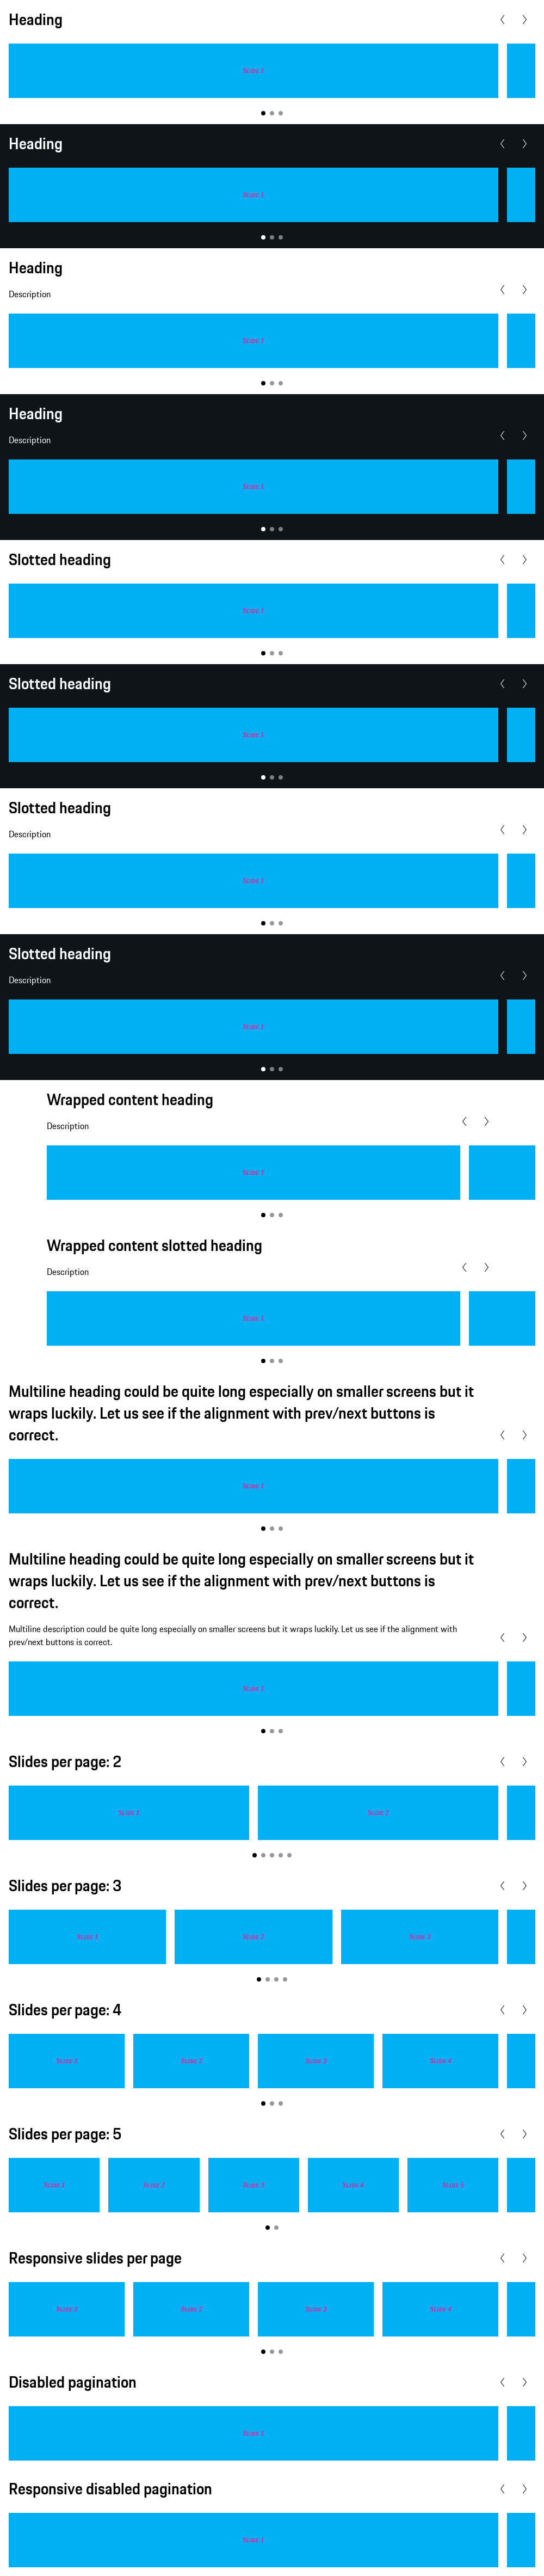 Heading
Slide 1
Heading
Slide 1
Heading
Description
Slide 1
Heading
Description
Slide 1
Slotted heading
Slide 1
Slotted heading
Slide 1
Slotted heading
Description
Slide 1
Slotted heading
Description
Slide 1
Wrapped content heading
Description
Slide 1
Wrapped content slotted heading
Description
Slide 1
Multiline heading could be quite long especially on smaller screens but it
wraps luckily. Let us see if the alignment with prev/next buttons is
correct.
Slide 1
Multiline heading could be quite long especially on smaller screens but it
wraps luckily. Let us see if the alignment with prev/next buttons is
correct.
Multiline description could be quite long especially on smaller screens but it wraps luckily. Let us see if the alignment with
prev/next buttons is correct.
Slide 1
Slides per page: 2
Slide 1 Slide 2
Slides per page: 3
Slide 1 Slide 2 Slide 3
Slides per page: 4
Slide 1 Slide 2 Slide 3 Slide 4
Slides per page: 5
Slide 1 Slide 2 Slide 3 Slide 4 Slide 5
Responsive slides per page
Slide 1 Slide 2 Slide 3 Slide 4
Disabled pagination
Slide 1
Responsive disabled pagination
Slide 1